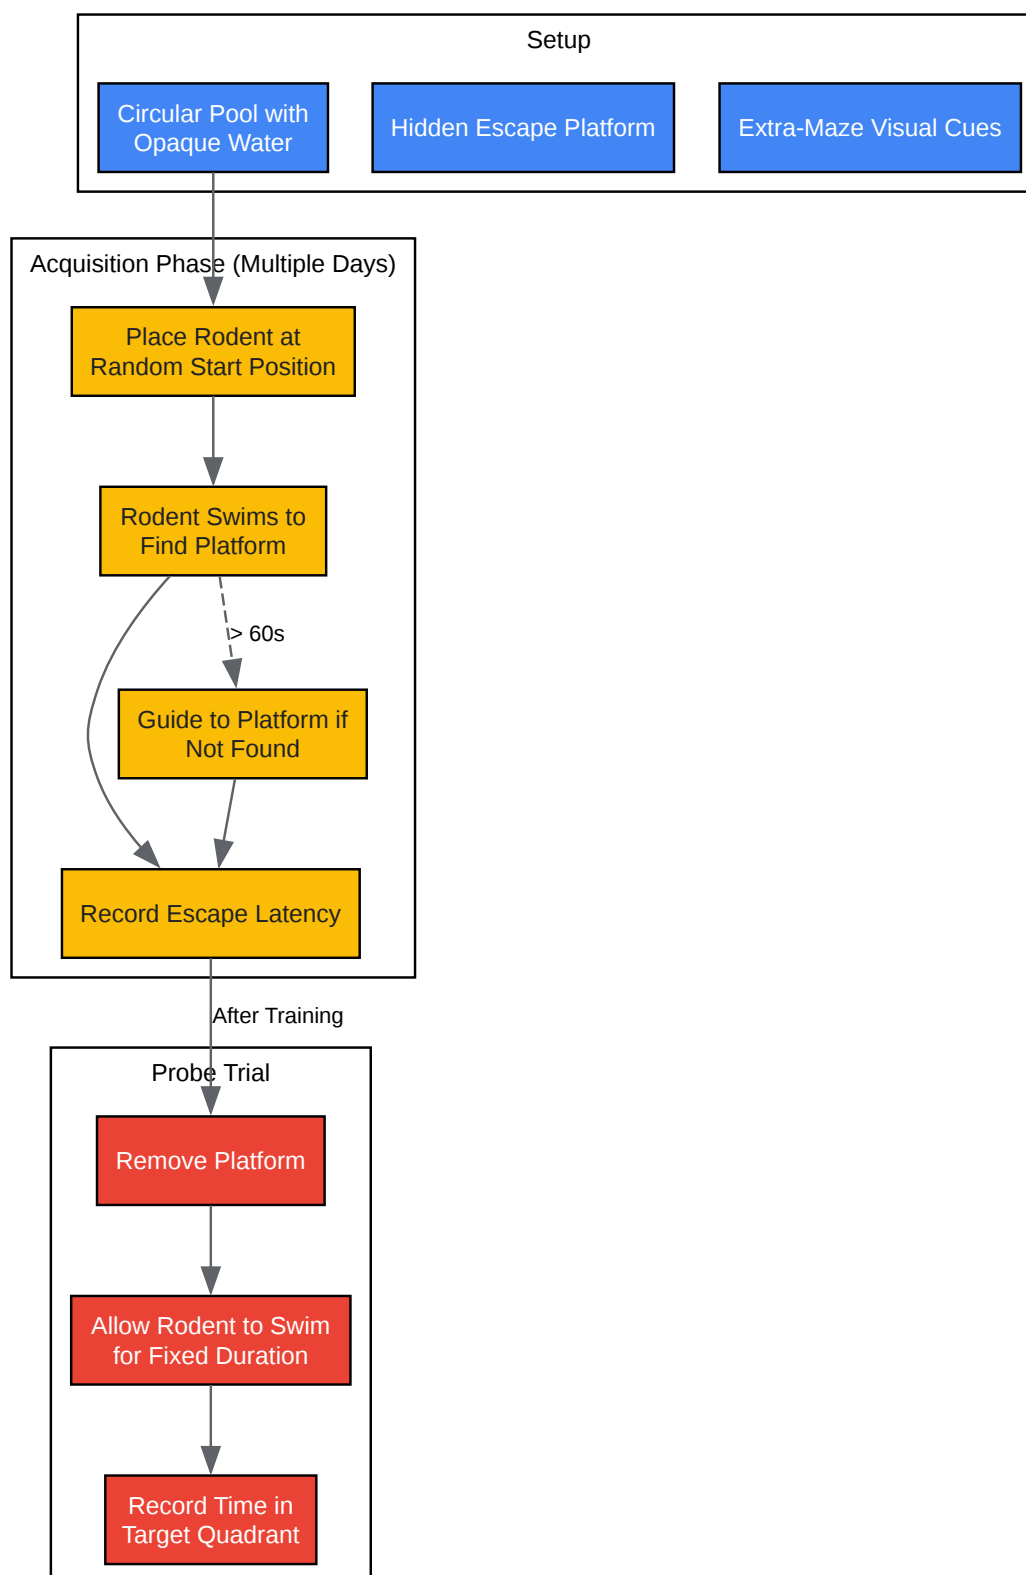 Setup
Circular Pool with
Opaque Water
Hidden Escape Platform
Extra-Maze Visual Cues
Acquisition Phase (Multiple Days)
Place Rodent at
Random Start Position
Rodent Swims to
Find Platform
> 60s
Guide to Platform if
Not Found
Record Escape Latency
After Training
Probe Trial
Remove Platform
Allow Rodent to Swim
for Fixed Duration
Record Time in
Target Quadrant